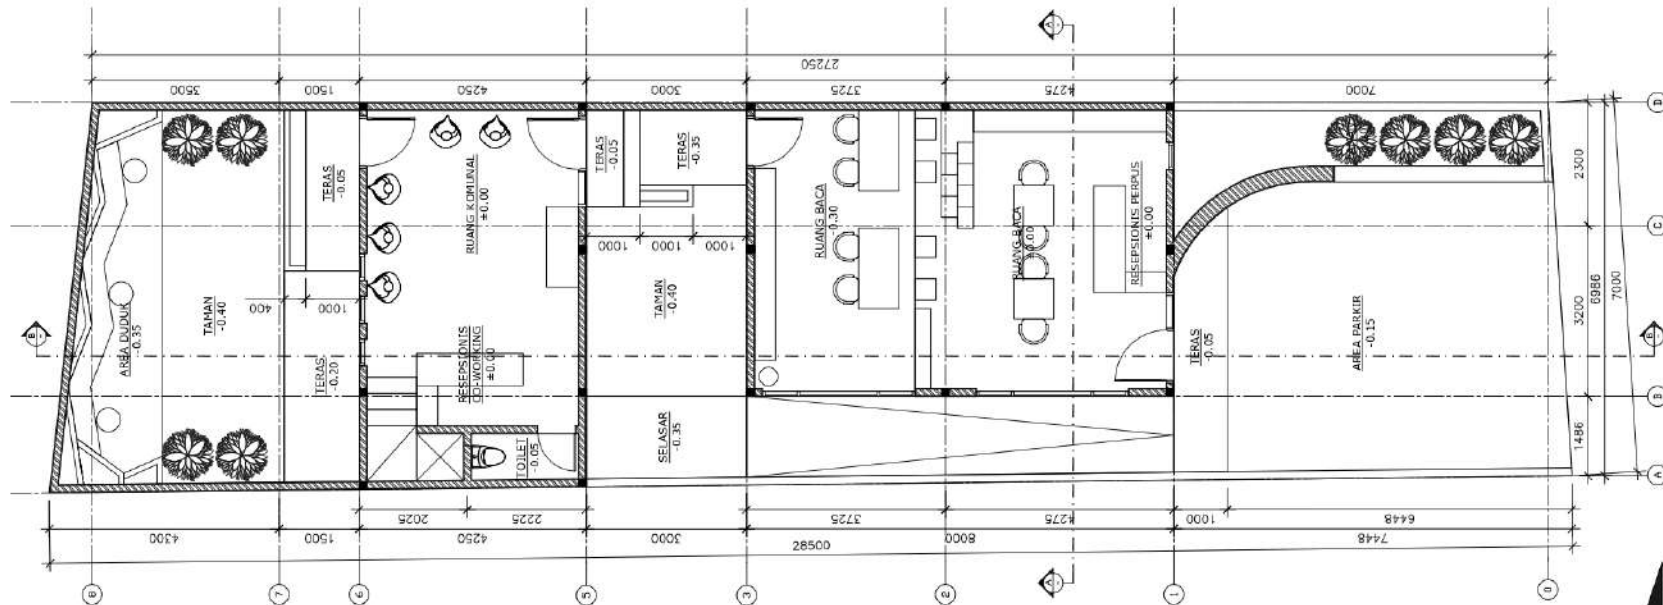 A
27250
3500
1500
4250
3000
3725
4275
7000
D
TERAS
-0.05
RUANG KOMUNAL
±0.00
TERAS
-0.05
TERAS
-0.35
RUANG BACA
-0.30
RUANG BACA
±0.00
RESEPSIONIS PERPUS
±0.00
2300
C
1000
1000
1000
400
1000
AREA DUDUK
-0.35
TAMAN
-0.40
TAMAN
-0.40
TERAS
-0.20
RESEPSIONIS
CO-WORKING
±0.00
TERAS
-0.05
AREA PARKIR
-0.15
3200
6986
7000
B
B
B
SELASAR
-0.35
TOILET
-0.05
1486
A
2025
2225
3725
4275
1000
6448
4300
1500
4250
3000
8000
7448
28500
A
8
7
6
5
3
2
1
0